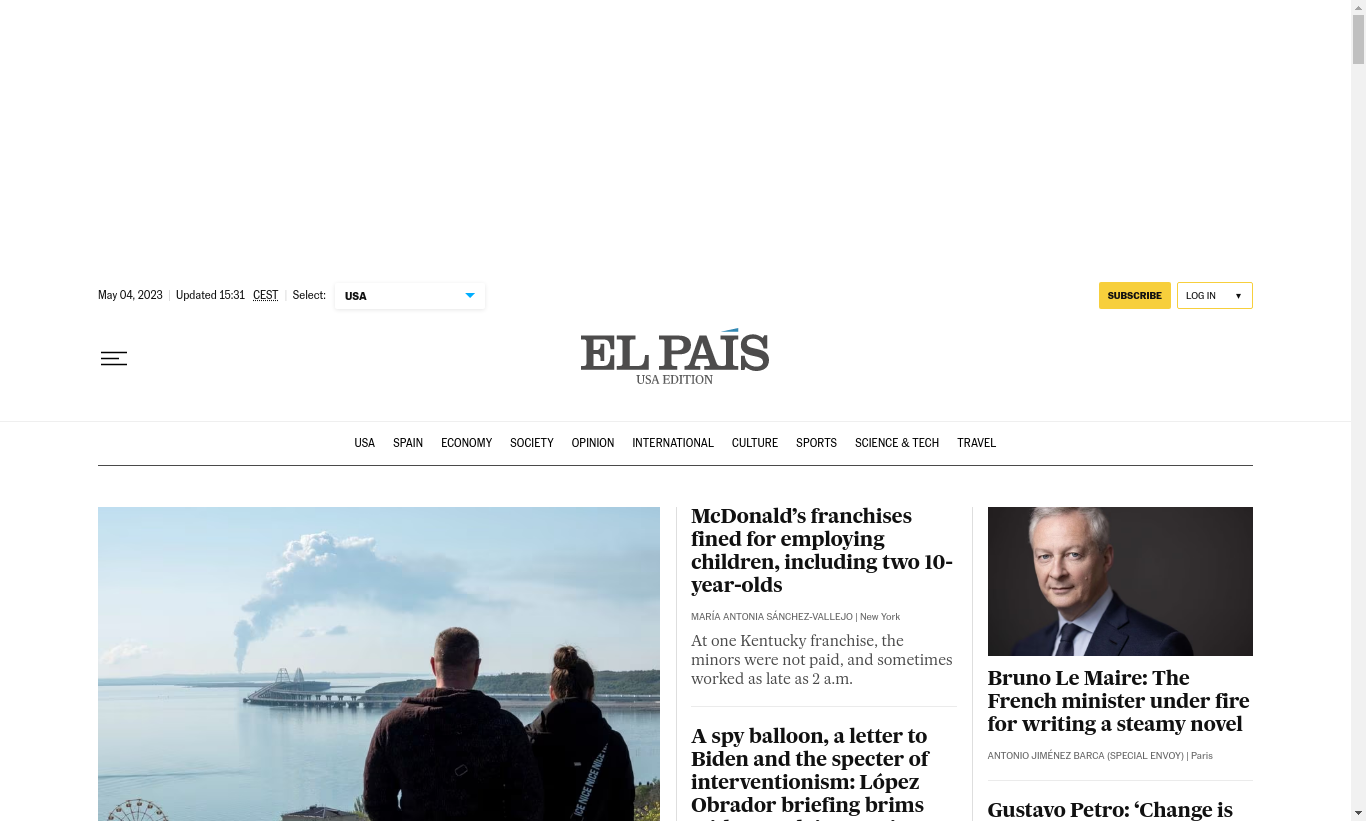 May 04, 2023 | Updated 15:31 CEST | Select: USA
SUBSCRIBE LOG IN ▼
EL PAÍS
USA EDITION
USA SPAIN ECONOMY SOCIETY OPINION INTERNATIONAL CULTURE SPORTS SCIENCE & TECH TRAVEL
NICE NICE NICE
McDonald’s franchises
fined for employing
children, including two 10-
year-olds
MARÍA ANTONIA SÁNCHEZ-VALLEJO | New York
At one Kentucky franchise, the
minors were not paid, and sometimes
worked as late as 2 a.m.
A spy balloon, a letter to
Biden and the specter of
interventionism: López
Obrador briefing brims
Bruno Le Maire: The
French minister under fire
for writing a steamy novel
ANTONIO JIMÉNEZ BARCA (SPECIAL ENVOY) | Paris
Gustavo Petro: ‘Change is